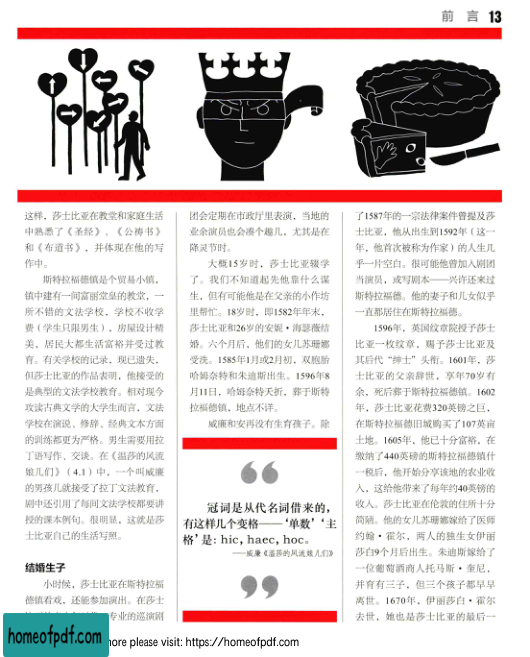 前言 13
这样，莎士比亚在教堂和家庭生活
中熟悉了《圣经》、《公祷书》
和《布道书》，并体现在他的写
作中。
斯特拉福德镇是个贸易小镇，
镇中建有一间富丽堂皇的教堂，一
所不错的文法学校，学校不收学
费（学生只限男生），房屋设计精
美，居民大都生活富裕并受过教
育。有关学校的记录，现已遗失，
但莎士比亚的作品表明，他接受的
是典型的文法学校教育。相对现今
攻读古典文学的大学生而言，文法
学校在演说、修辞、经典文本方面
的训练都更为严格。男生需要用拉
丁语写作、交谈。在《温莎的风流
娘儿们》（4.1）中，一个叫威廉
的男孩儿就接受了拉丁文法教育，
剧中还引用了每间文法学校都要讲
授的课本例句。很明显，这就是莎
士比亚自己的生活写照。
结婚生子
小时候，莎士比亚在斯特拉福
德镇看戏，还能参加演出。在莎士
专业的巡演剧
团会定期在市政厅里表演，当地的
业余演员也会凑个趣儿，尤其是在
降灵节时。
大概15岁时，莎士比亚辍学
了。我们不知道起先他靠什么谋
生，但有可能他是在父亲的小作坊
里帮忙。18岁时，即1582年年末，
莎士比亚和26岁的安妮·海瑟薇结
婚。六个月后，他们的女儿苏珊娜
受洗。1585年1月或2月初，双胞胎
哈姆奈特和朱迪斯出生。1596年8
月11日，哈姆奈特夭折，葬于斯特
拉福德镇，地点不详。
威廉和安再没有生育孩子。除
冠词是从代名词借来的，
有这样几个变格——‘单数’‘主
格’是：hic，haec，hoc。
——威廉《温莎的风流娘儿们》
了1587年的一宗法律案件曾提及莎
士比亚，他从出生到1592年（这一
年，他首次被称为作家）的人生几
乎一片空白。很可能他曾加入剧团
当演员，或写剧本——兴许还来过
斯特拉福德。他的妻子和儿女似乎
一直都居住在斯特拉福德。
1596年，英国纹章院授予莎士
比亚一枚纹章，赐予莎士比亚及
其后代“绅士”头衔。1601年，莎
士比亚的父亲辞世，享年70岁有
余，死后葬于斯特拉福德镇。1602
年，莎士比亚花费320英镑之巨，
在斯特拉福德旧城购买了107英亩
土地。1605年，他已十分富裕，在
缴纳了440英磅的斯特拉福德镇什
一税后，他开始分享该地的农业收
入，这给他带来了每年约40英镑的
收入。莎士比亚在伦敦的住所十分
简陋。他的女儿苏珊娜嫁给了医师
约翰·霍尔，两人的独生女伊丽
莎白9个月后出生。朱迪斯嫁给了
一位葡萄酒商人托马斯·奎尼，
并育有三子，但三个孩子都早早
离世。1670年，伊丽莎白·霍尔
去世，她也是莎士比亚的最后一
homeofpdf.com
ore please visit: https://homeofpdf.com